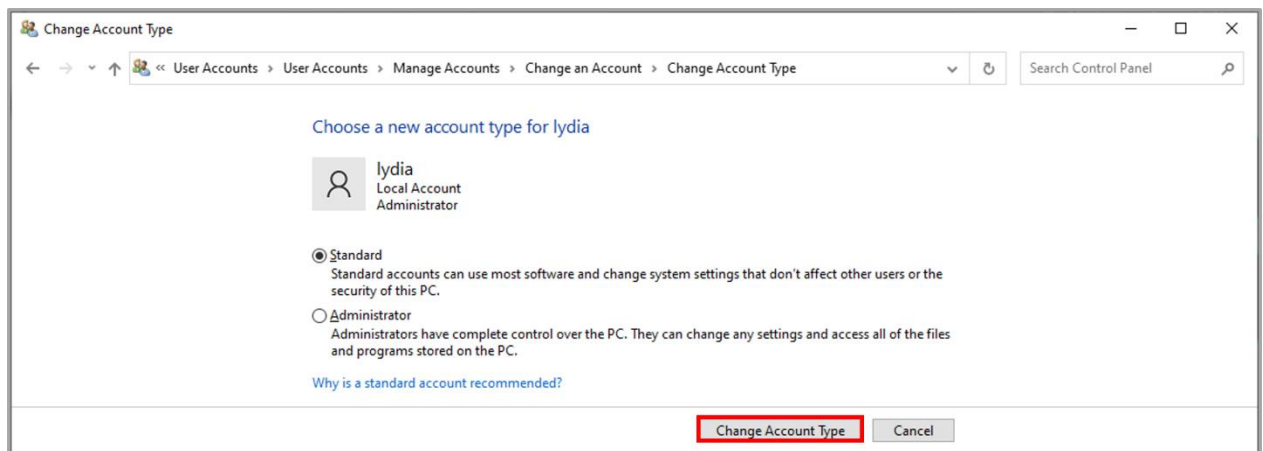 Change Account Type
« User Accounts > User Accounts > Manage Accounts > Change an Account > Change Account Type
Search Control Panel
Choose a new account type for lydia
lydia
Local Account
Administrator
Standard
Standard accounts can use most software and change system settings that don't affect other users or the
security of this PC.
Administrator
Administrators have complete control over the PC. They can change any settings and access all of the files
and programs stored on the PC.
Why is a standard account recommended?
Change Account Type
Cancel